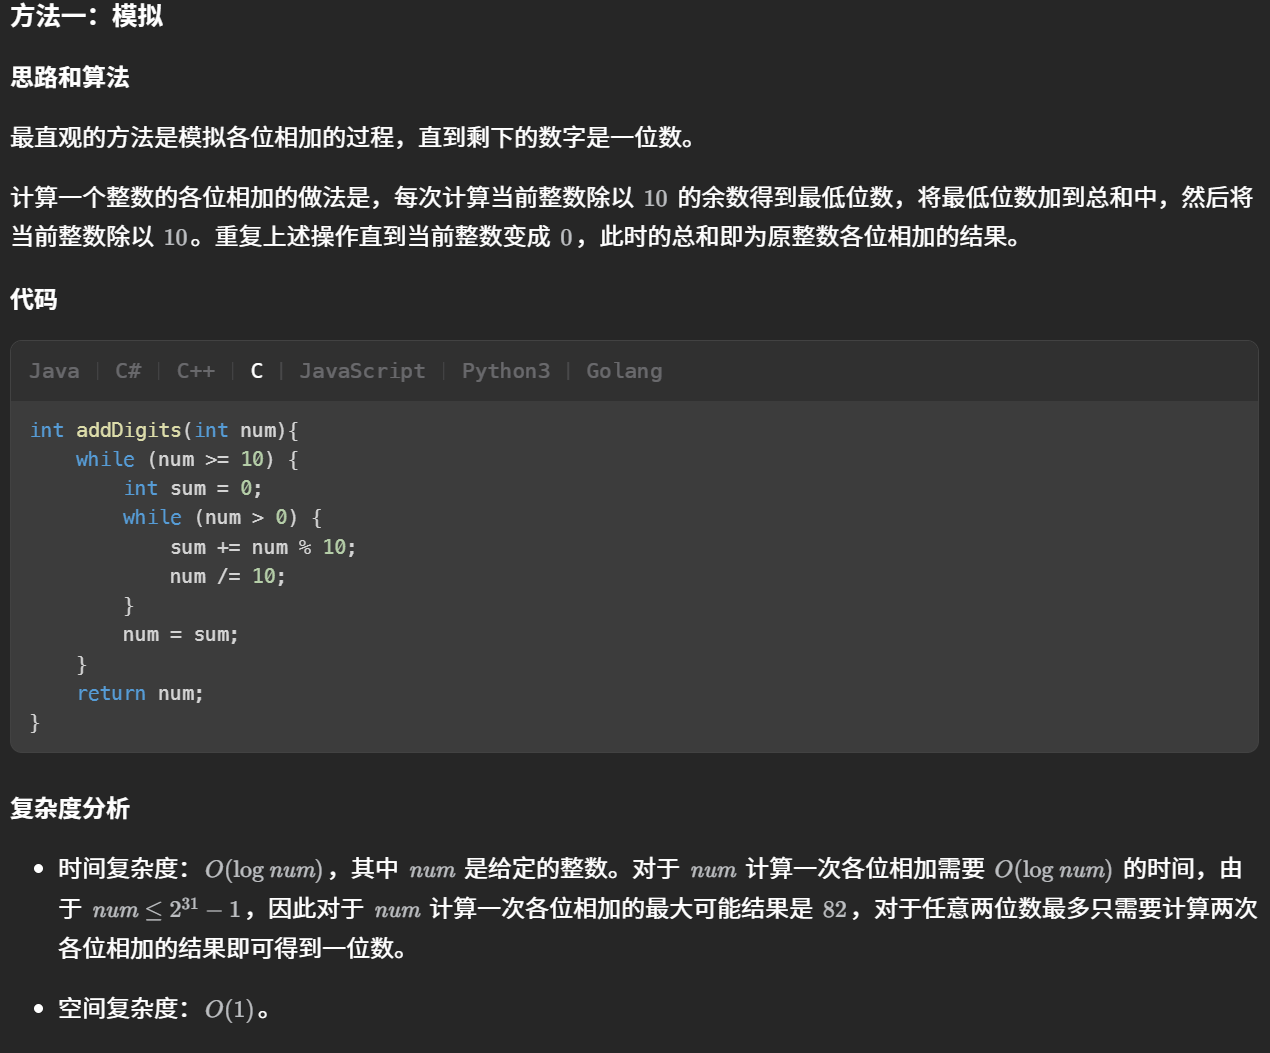 方法一：模拟
思路和算法
最直观的方法是模拟各位相加的过程，直到剩下的数字是一位数。
计算一个整数的各位相加的做法是，每次计算当前整数除以 10 的余数得到最低位数，将最低位数加到总和中，然后将
当前整数除以 10。重复上述操作直到当前整数变成 0，此时的总和即为原整数各位相加的结果。
代码
Java | C# | C++ | C | JavaScript | Python3 | Golang
int addDigits(int num){
    while (num >= 10) {
        int sum = 0;
        while (num > 0) {
            sum += num % 10;
            num /= 10;
        }
        num = sum;
    }
    return num;
}
复杂度分析
• 时间复杂度：O(log num)，其中 num 是给定的整数。对于 num 计算一次各位相加需要 O(log num) 的时间，由
于 num ≤ 2³¹ − 1，因此对于 num 计算一次各位相加的最大可能结果是 82，对于任意两位数最多只需要计算两次
各位相加的结果即可得到一位数。
• 空间复杂度：O(1)。